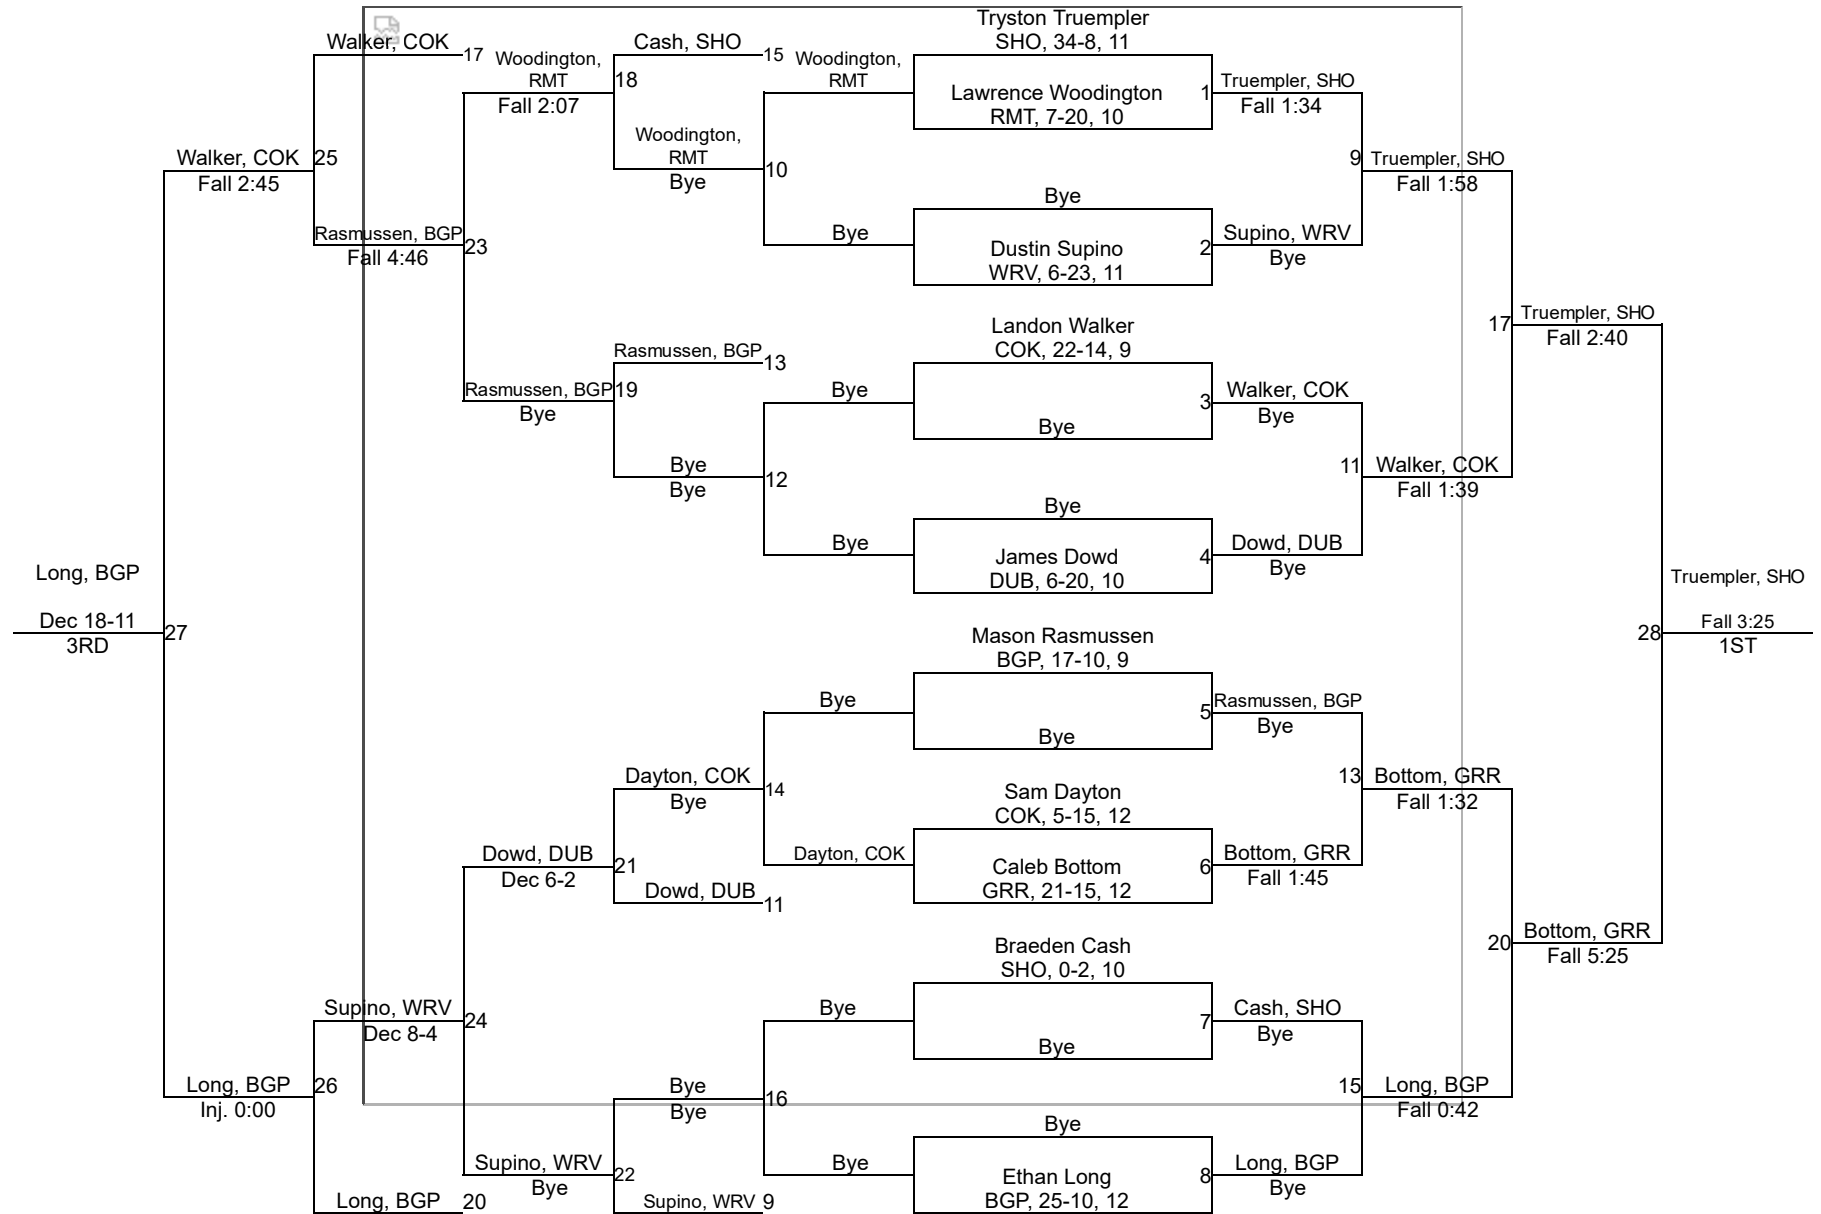 Tryston Truempler
Walker, COK
Cash, SHO
SHO, 34-8, 11
17
Woodington,
RMT
15
Woodington,
RMT
18
Lawrence Woodington
1
Truempler, SHO
Fall 2:07
RMT, 7-20, 10
Fall 1:34
Woodington,
RMT
Walker, COK
25
10
9
Truempler, SHO
Fall 2:45
Bye
Fall 1:58
Bye
Rasmussen, BGP
23
Bye
Dustin Supino
2
Supino, WRV
Fall 4:46
WRV, 6-23, 11
Bye
Landon Walker
17
Truempler, SHO
Rasmussen, BGP
13
COK, 22-14, 9
Fall 2:40
Rasmussen, BGP
19
Bye
3
Walker, COK
Bye
Bye
Bye
Bye
12
11
Walker, COK
Bye
Fall 1:39
Bye
Bye
James Dowd
4
Dowd, DUB
DUB, 6-20, 10
Bye
Long, BGP
Truempler, SHO
Dec 18-11
27
28
Fall 3:25
3RD
1ST
Mason Rasmussen
BGP, 17-10, 9
Bye
5
Rasmussen, BGP
Bye
Bye
Dayton, COK
14
Sam Dayton
13
Bottom, GRR
Bye
COK, 5-15, 12
Fall 1:32
Dowd, DUB
21
Dayton, COK
Caleb Bottom
6
Bottom, GRR
Dec 6-2
GRR, 21-15, 12
Fall 1:45
Dowd, DUB
11
Braeden Cash
20
Bottom, GRR
SHO, 0-2, 10
Fall 5:25
Supino, WRV
24
Bye
7
Cash, SHO
Dec 8-4
Bye
Bye
Long, BGP
26
Bye
16
15
Long, BGP
Inj. 0:00
Bye
Fall 0:42
Bye
Supino, WRV
22
Bye
Ethan Long
8
Long, BGP
Bye
BGP, 25-10, 12
Bye
Long, BGP
20
Supino, WRV
9